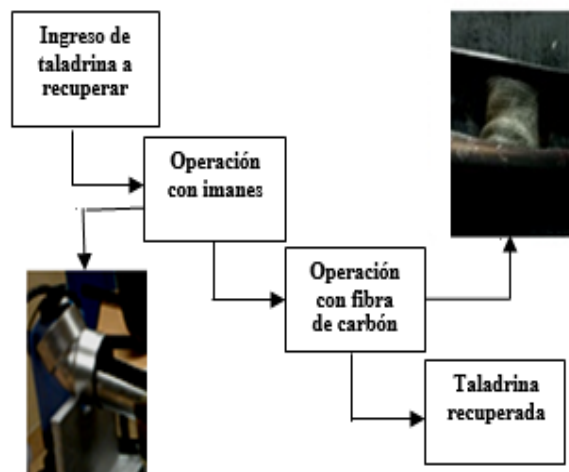 Ingreso de
taladrina a
recuperar
Operación
con imanes
Operación
con fibra
de carbón
Taladrina
recuperada